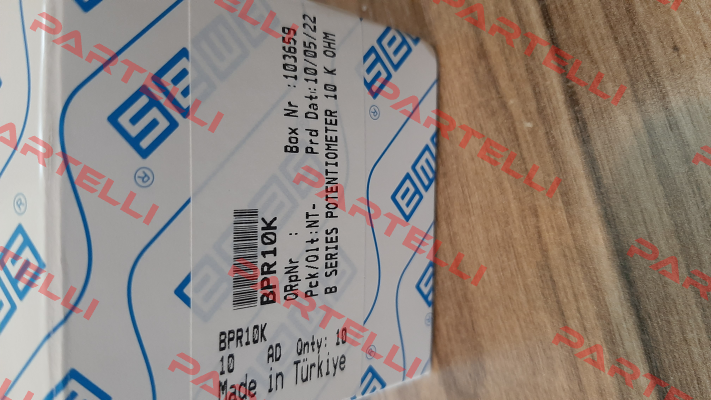 BPR10K
ORpNr : Box Nr :103659
Pck/Olt:NT- Prd Dat:10/05/22
B SERIES POTENTIOMETER 10 K OHM
BPR10K
10 AD Qnty: 10
Made in Türkiye
EMAS
PARTELLI